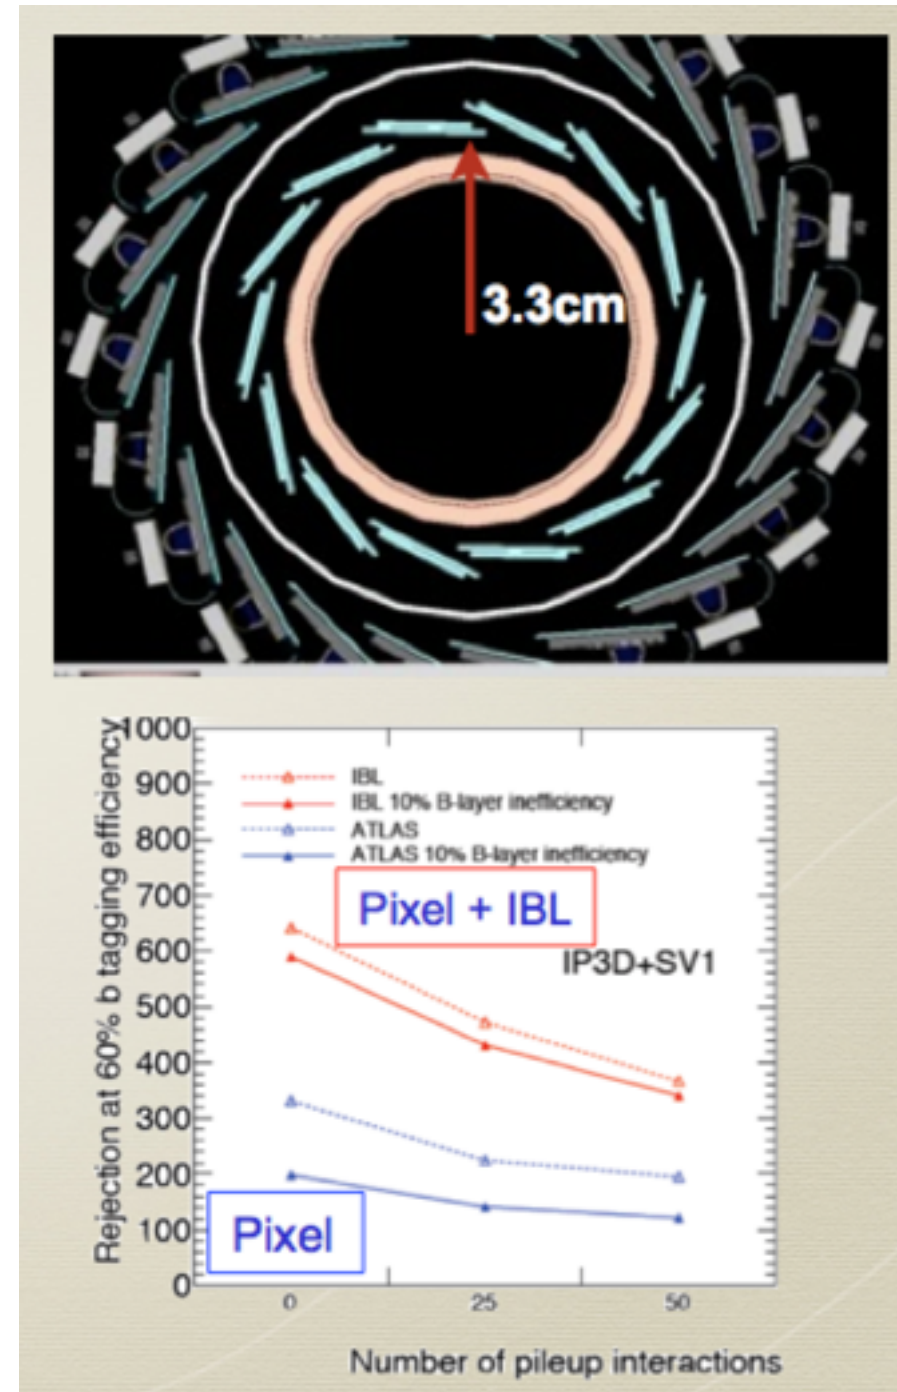 3.3cm
Rejection at 60% b tagging efficiency
1000
900
800
700
600
500
400
300
200
100
0
IBL
IBL 10% B-layer inefficiency
ATLAS
ATLAS 10% B-layer inefficiency
Pixel + IBL
IP3D+SV1
Pixel
0 25 50
Number of pileup interactions